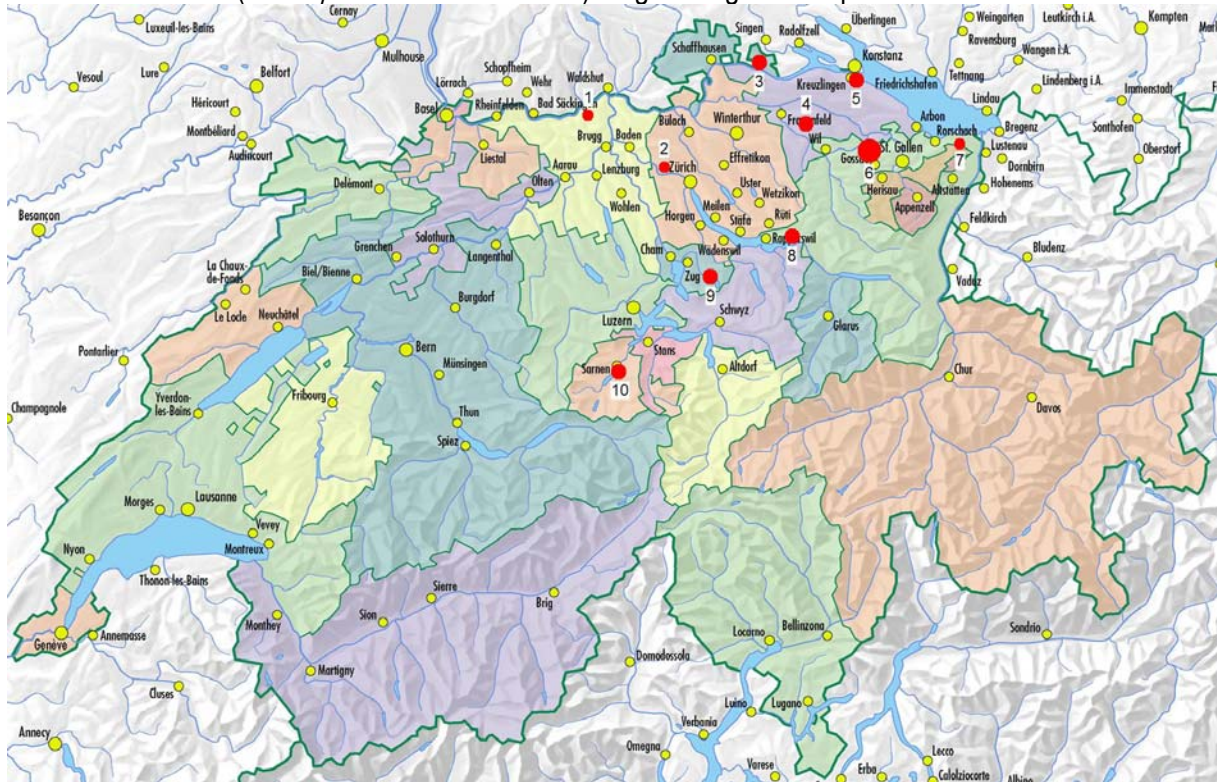 Luxeuil-les-Bains
Cernay
Mulhouse
Lure
Vesoul
Belfort
Héricourt
Montbéliard
Audincourt
Besançon
Pontarlier
Champagnole
Lörrach
Schopfheim
Wehr
Waldshut
Basel
Rheinfelden
1
Schaffhausen
Singen
Radolfzell
Überlingen
Konstanz
Kreuzlingen
Friedrichshafen
Weingarten
Ravensburg
Leutkirch i.A.
Wangen i.A.
Kempten
Tettnang
Lindenberg i.A.
Immenstadt
Sonthofen
Oberstorf
Lindau
Bregenz
Lustenau
Dornbirn
Hohenems
Feldkirch
Bludenz
Vaduz
3
4
5
Bülach
Winterthur
Wil
Arbon
Rorschach
St. Gallen
6
7
Herisau
Altstätten
Appenzell
Liestal
Brugg
Baden
Aarau
Lenzburg
Olten
Wohlen
2
Zürich
Effretikon
Uster
Wetzikon
Horgen
Meilen
Stäfa
Rüti
8
Wädenswil
Cham
Zug
9
Delémont
Grenchen
Solothurn
Langenthal
Biel/Bienne
La Chaux-
de-Fonds
Le Locle
Neuchâtel
Burgdorf
Bern
Münsingen
Luzern
Schwyz
Glarus
Stans
Sarnen
10
Altdorf
Chur
Davos
Yverdon-
les-Bains
Fribourg
Thun
Spiez
Morges
Lausanne
Vevey
Montreux
Nyon
Thonon-les-Bains
Genève
Annemasse
Cluses
Annecy
Monthey
Sion
Sierre
Brig
Martigny
Locarno
Bellinzona
Lugano
Domodossola
Luino
Verbania
Omegna
Varese
Sondrio
Lecco
Erba
Calolziocorte